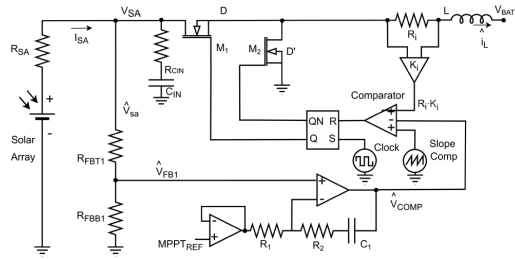 V_SA
D
L
V_BAT
I_SA
R_SA
M_1
M_2
D'
R_i
î_L
R_CIN
C_IN
K_i
Comparator
R_i·K_i
+
-
Solar
Array
V̂_sa
QN
R
Q
S
-
+
+
Clock
Slope
Comp
R_FBT1
V̂_FB1
+
-
V̂_COMP
R_FBB1
-
+
MPPT_REF
R_1
R_2
C_1